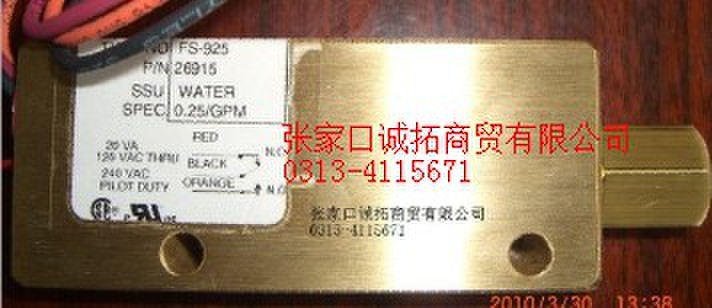 FS-925
P/N 26915
SSU WATER
SPEC. 0.25/GPM
RED
20 VA
120 VAC THRU
240 VAC
PILOT DUTY
BLACK
ORANGE
张家口诚拓商贸有限公司
0313-4115671
张家口诚拓商贸有限公司
0313-4115671
2010/3/30 13:38